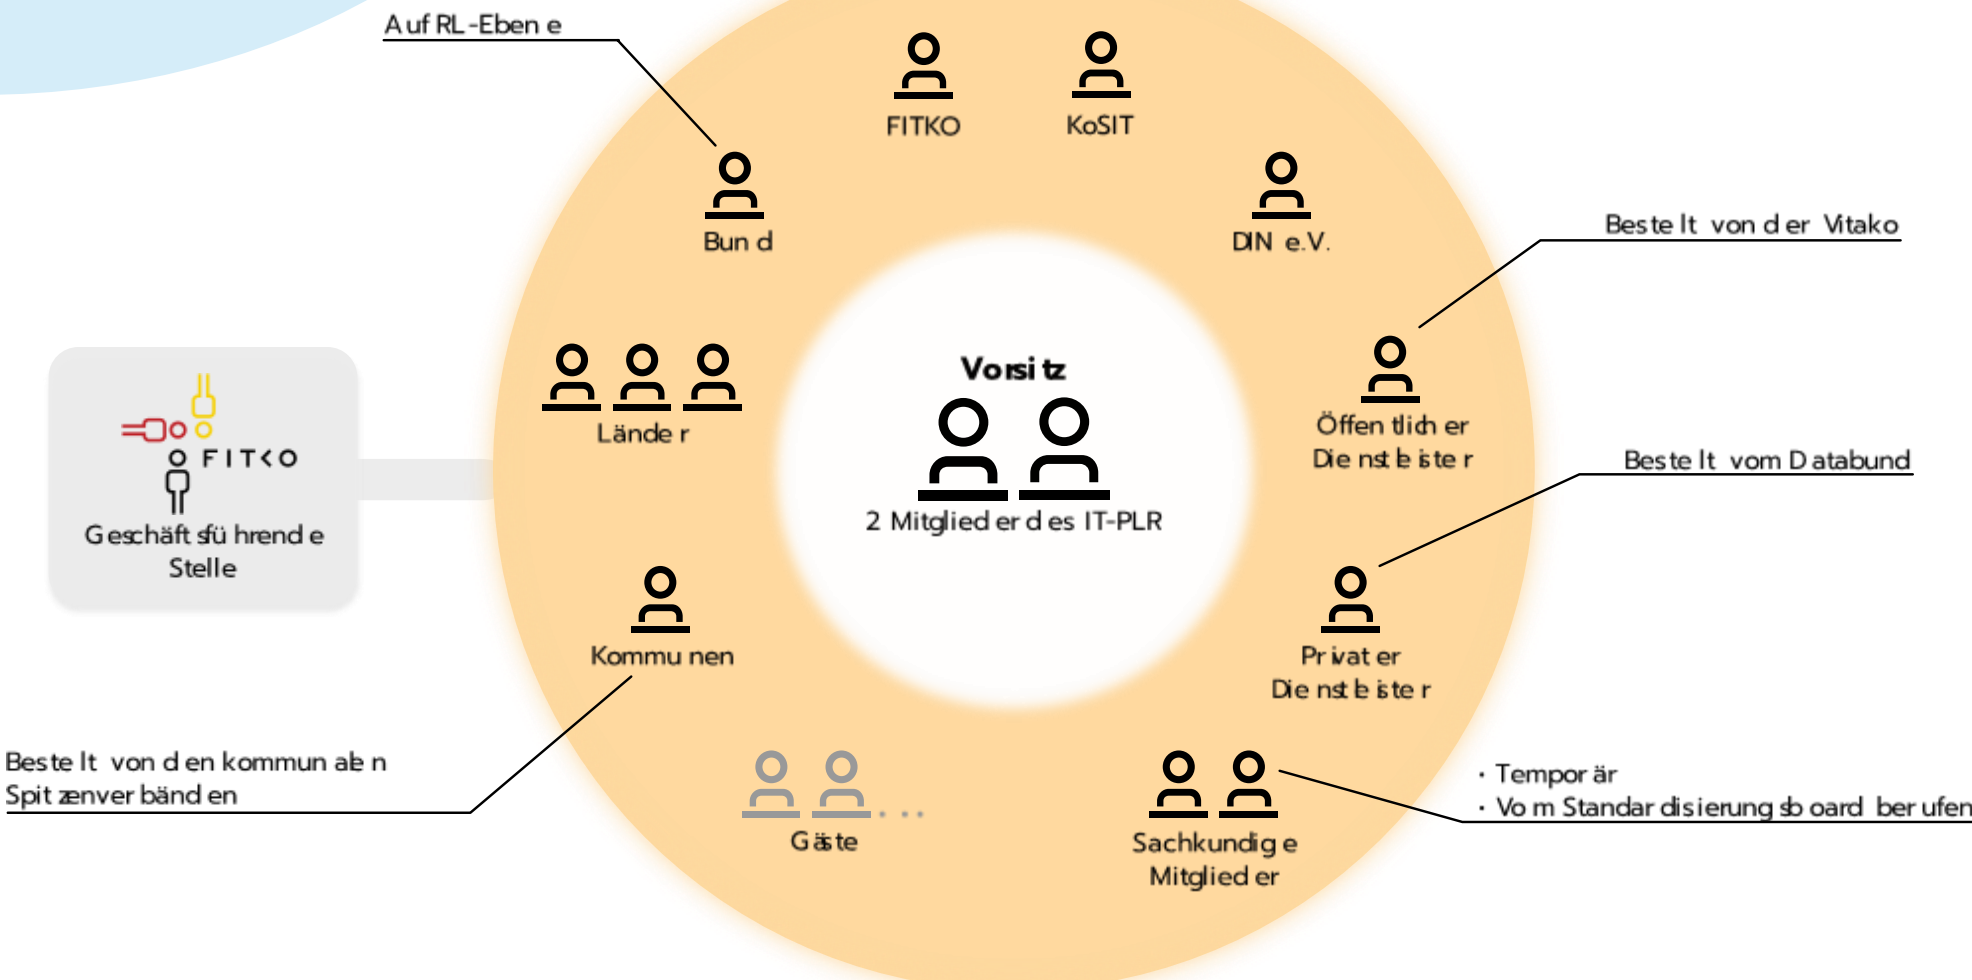 Auf RL-Ebene
FITKO
KoSIT
Bund
DIN e.V.
Bestellt von der Vitako
Länder
Vorsitz
2 Mitglieder des IT-PLR
Öffentlicher
Dienstleister
Bestellt vom Databund
FITKO
Geschäftsführende
Stelle
Kommunen
Privater
Dienstleister
Bestellt von den kommunalen
Spitzenverbänden
Gäste
...
Sachkundige
Mitglieder
· Temporär
· Vom Standardisierungsboard berufen